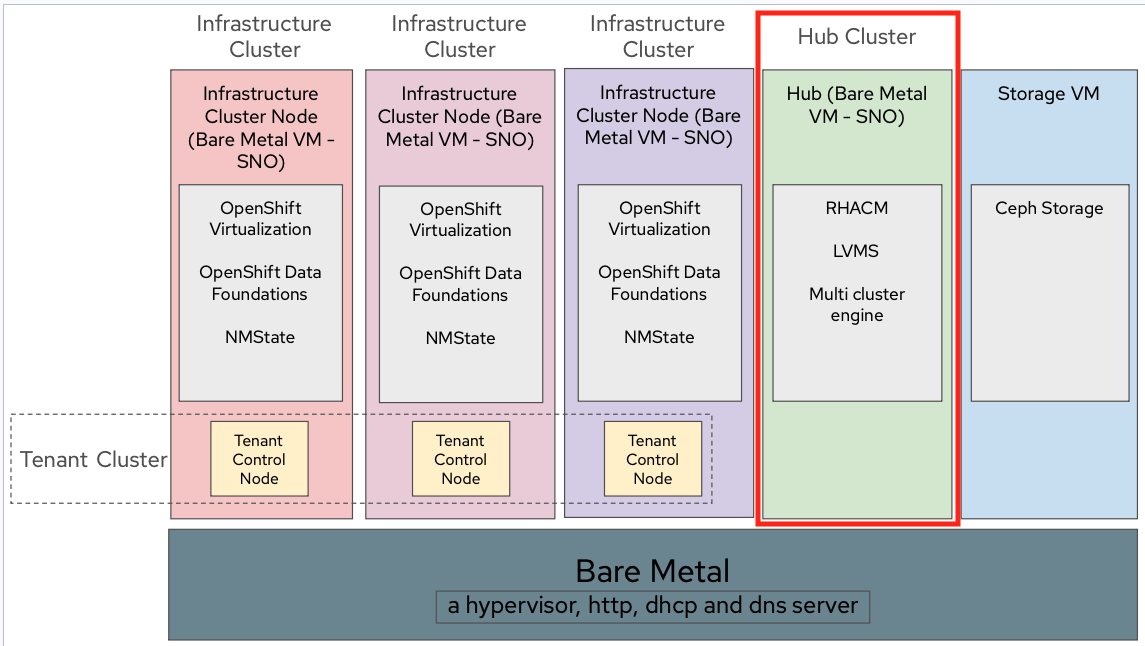 Infrastructure
Cluster
Infrastructure
Cluster
Infrastructure
Cluster
Hub Cluster
Infrastructure
Cluster Node
(Bare Metal VM -
SNO)
Infrastructure
Cluster Node (Bare
Metal VM - SNO)
Infrastructure
Cluster Node (Bare
Metal VM - SNO)
Hub (Bare Metal
VM - SNO)
Storage VM
OpenShift
Virtualization
OpenShift Data
Foundations
NMState
OpenShift
Virtualization
OpenShift Data
Foundations
NMState
OpenShift
Virtualization
OpenShift Data
Foundations
NMState
RHACM
LVMS
Multi cluster
engine
Ceph Storage
Tenant Cluster
Tenant
Control
Node
Tenant
Control
Node
Tenant
Control
Node
Bare Metal
a hypervisor, http, dhcp and dns server